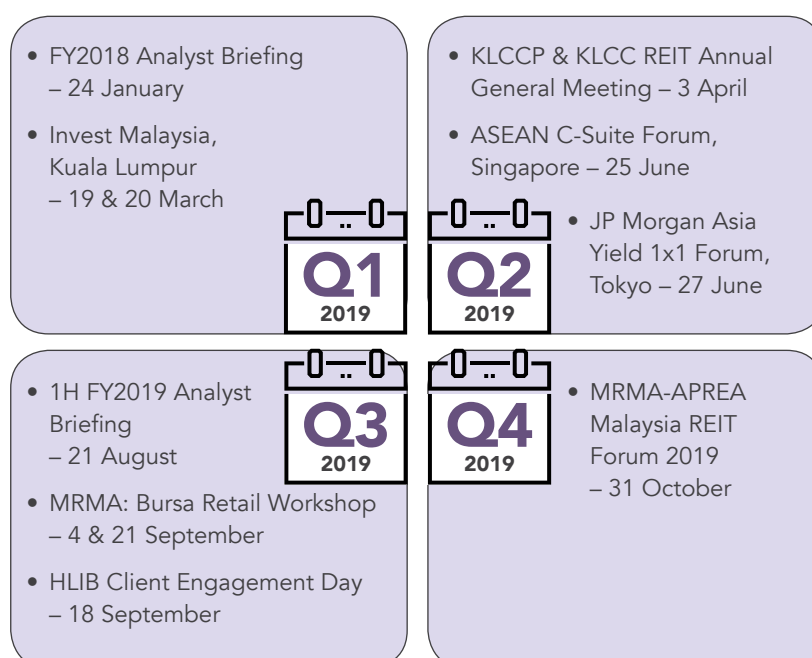 • FY2018 Analyst Briefing
– 24 January
• Invest Malaysia,
Kuala Lumpur
– 19 & 20 March
Q1
2019
• KLCCP & KLCC REIT Annual
General Meeting – 3 April
• ASEAN C-Suite Forum,
Singapore – 25 June
• JP Morgan Asia
Yield 1x1 Forum,
Tokyo – 27 June
Q2
2019
• 1H FY2019 Analyst
Briefing
– 21 August
• MRMA: Bursa Retail Workshop
– 4 & 21 September
• HLIB Client Engagement Day
– 18 September
Q3
2019
• MRMA-APREA
Malaysia REIT
Forum 2019
– 31 October
Q4
2019